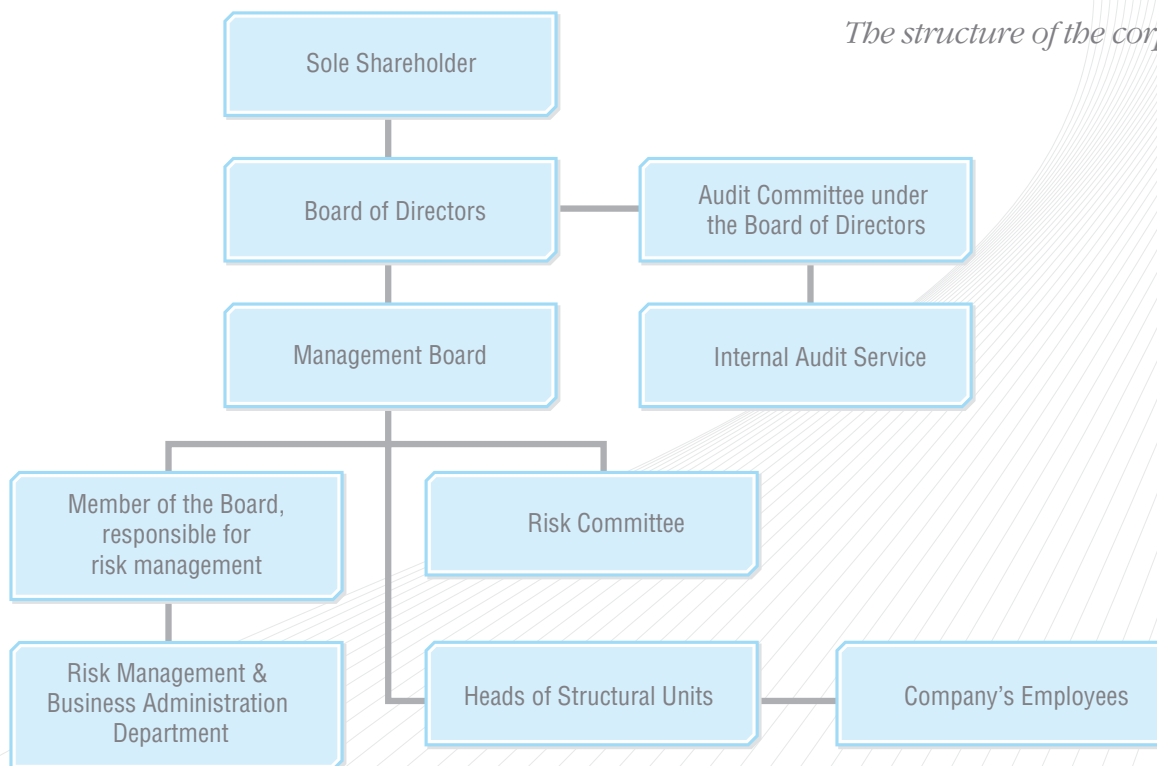 The structure of the
Sole Shareholder
Board of Directors
Audit Committee under
the Board of Directors
Management Board
Internal Audit Service
Member of the Board,
responsible for
risk management
Risk Committee
Risk Management &
Business Administration
Department
Heads of Structural Units
Company’s Employees